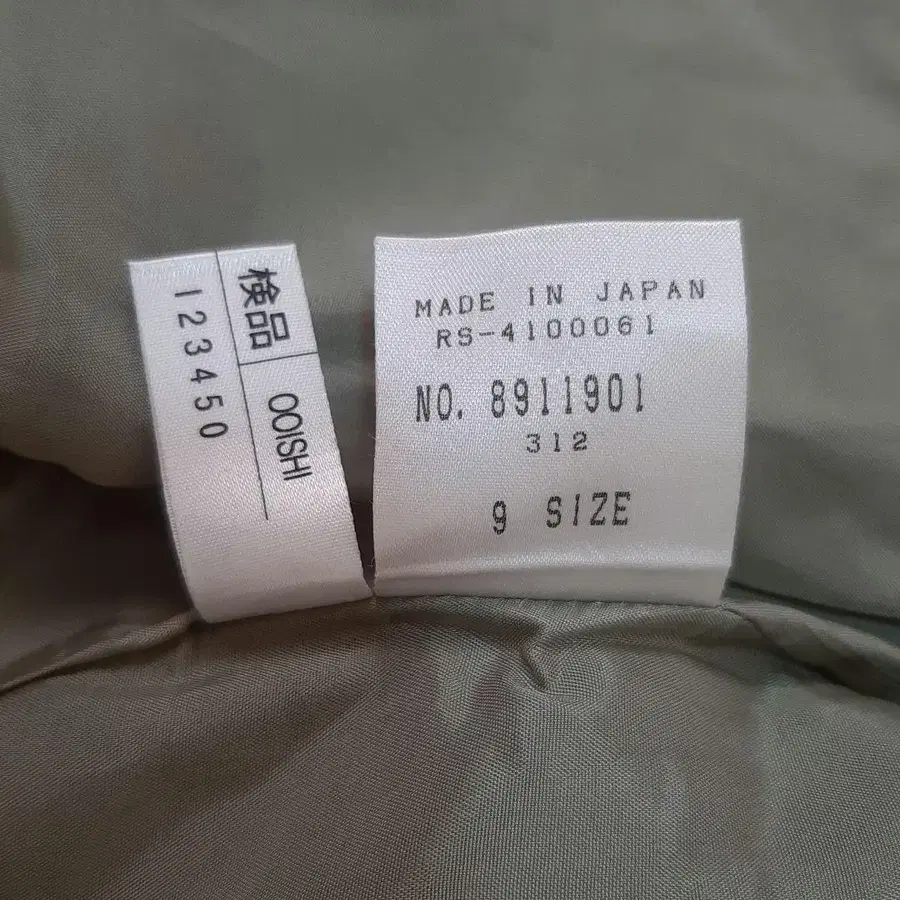 検品
OOISHI
123450
MADE IN JAPAN
RS-4100061
NO. 8911901
312
9 SIZE